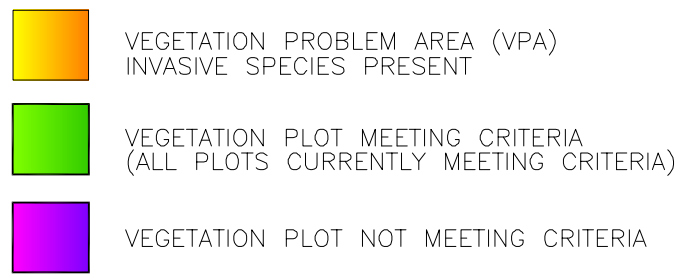 VEGETATION PROBLEM AREA (VPA)
INVASIVE SPECIES PRESENT
VEGETATION PLOT MEETING CRITERIA
(ALL PLOTS CURRENTLY MEETING CRITERIA)
VEGETATION PLOT NOT MEETING CRITERIA